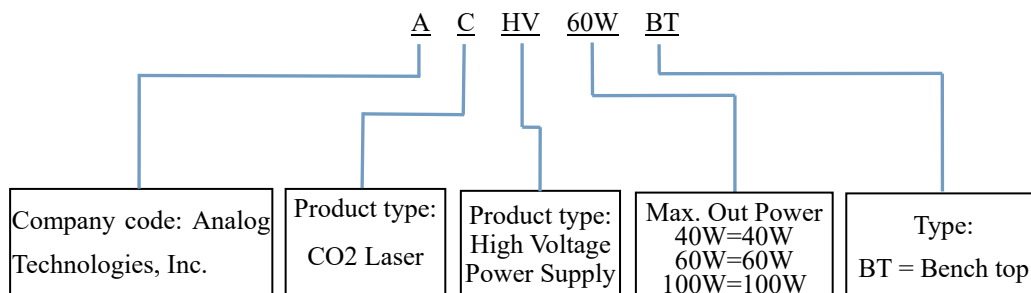 A C HV 60W BT
Company code: Analog
Technologies, Inc.
Product type:
CO2 Laser
Product type:
High Voltage
Power Supply
Max. Out Power
40W=40W
60W=60W
100W=100W
Type:
BT = Bench top